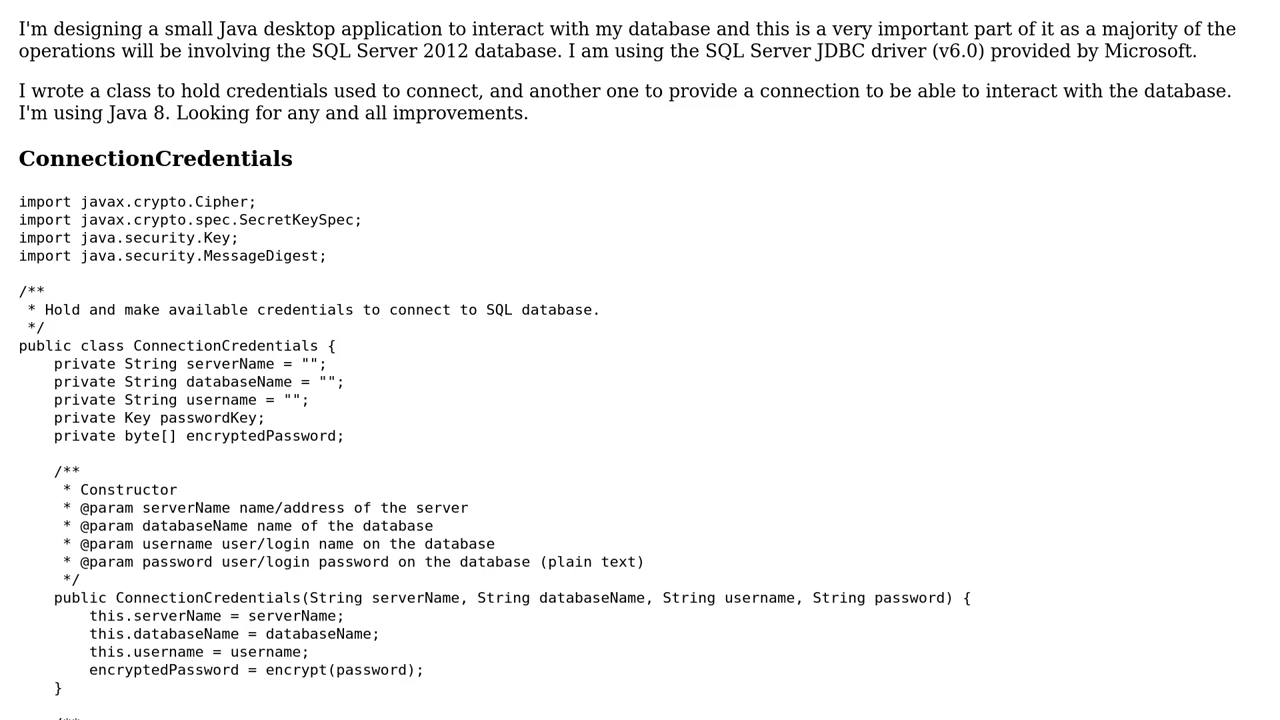 I'm designing a small Java desktop application to interact with my database and this is a very important part of it as a majority of the
operations will be involving the SQL Server 2012 database. I am using the SQL Server JDBC driver (v6.0) provided by Microsoft.
I wrote a class to hold credentials used to connect, and another one to provide a connection to be able to interact with the database.
I'm using Java 8. Looking for any and all improvements.
ConnectionCredentials
import javax.crypto.Cipher;
import javax.crypto.spec.SecretKeySpec;
import java.security.Key;
import java.security.MessageDigest;
/**
 * Hold and make available credentials to connect to SQL database.
 */
public class ConnectionCredentials {
    private String serverName = "";
    private String databaseName = "";
    private String username = "";
    private Key passwordKey;
    private byte[] encryptedPassword;
    /**
     * Constructor
     * @param serverName name/address of the server
     * @param databaseName name of the database
     * @param username user/login name on the database
     * @param password user/login password on the database (plain text)
     */
    public ConnectionCredentials(String serverName, String databaseName, String username, String password) {
        this.serverName = serverName;
        this.databaseName = databaseName;
        this.username = username;
        encryptedPassword = encrypt(password);
    }